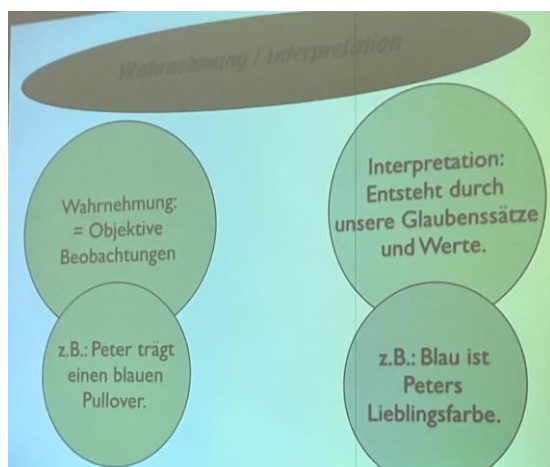 Wahrnehmung / Interpretation
Wahrnehmung:
= Objektive
Beobachtungen
z.B.: Peter trägt
einen blauen
Pullover.
Interpretation:
Entsteht durch
unsere Glaubenssätze
und Werte.
z.B.: Blau ist
Peters
Lieblingsfarbe.